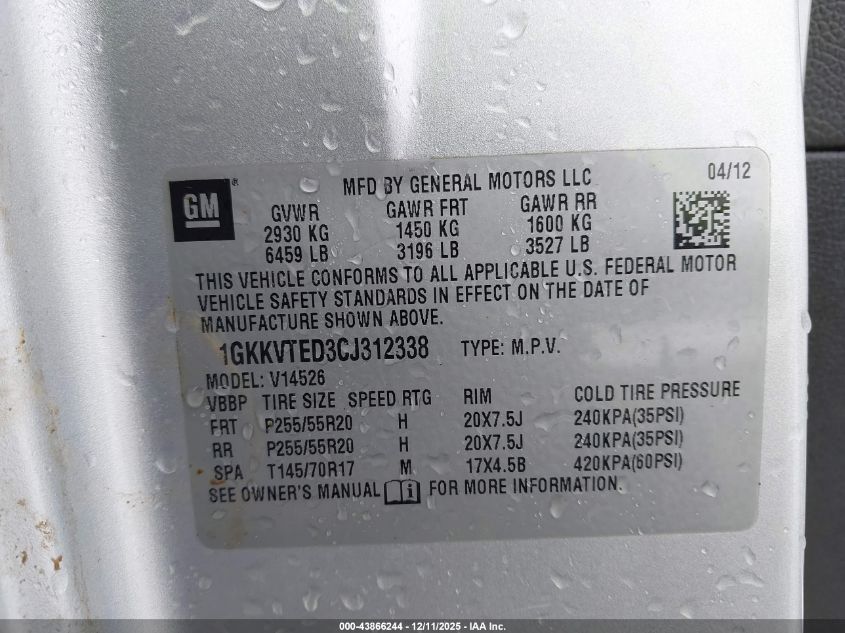 GM ®
MFD BY GENERAL MOTORS LLC 04/12
GVWR GAWR FRT GAWR RR
2930 KG 1450 KG 1600 KG
6459 LB 3196 LB 3527 LB
THIS VEHICLE CONFORMS TO ALL APPLICABLE U.S. FEDERAL MOTOR
VEHICLE SAFETY STANDARDS IN EFFECT ON THE DATE OF
MANUFACTURE SHOWN ABOVE.
1GKKVTED3CJ312338 TYPE: M.P.V.
MODEL: V14526
VBBP TIRE SIZE SPEED RTG RIM COLD TIRE PRESSURE
FRT P255/55R20 H 20X7.5J 240KPA(35PSI)
RR P255/55R20 H 20X7.5J 240KPA(35PSI)
SPA T145/70R17 M 17X4.5B 420KPA(60PSI)
SEE OWNER'S MANUAL i FOR MORE INFORMATION.
000-43866244 - 12/11/2025 - IAA Inc.